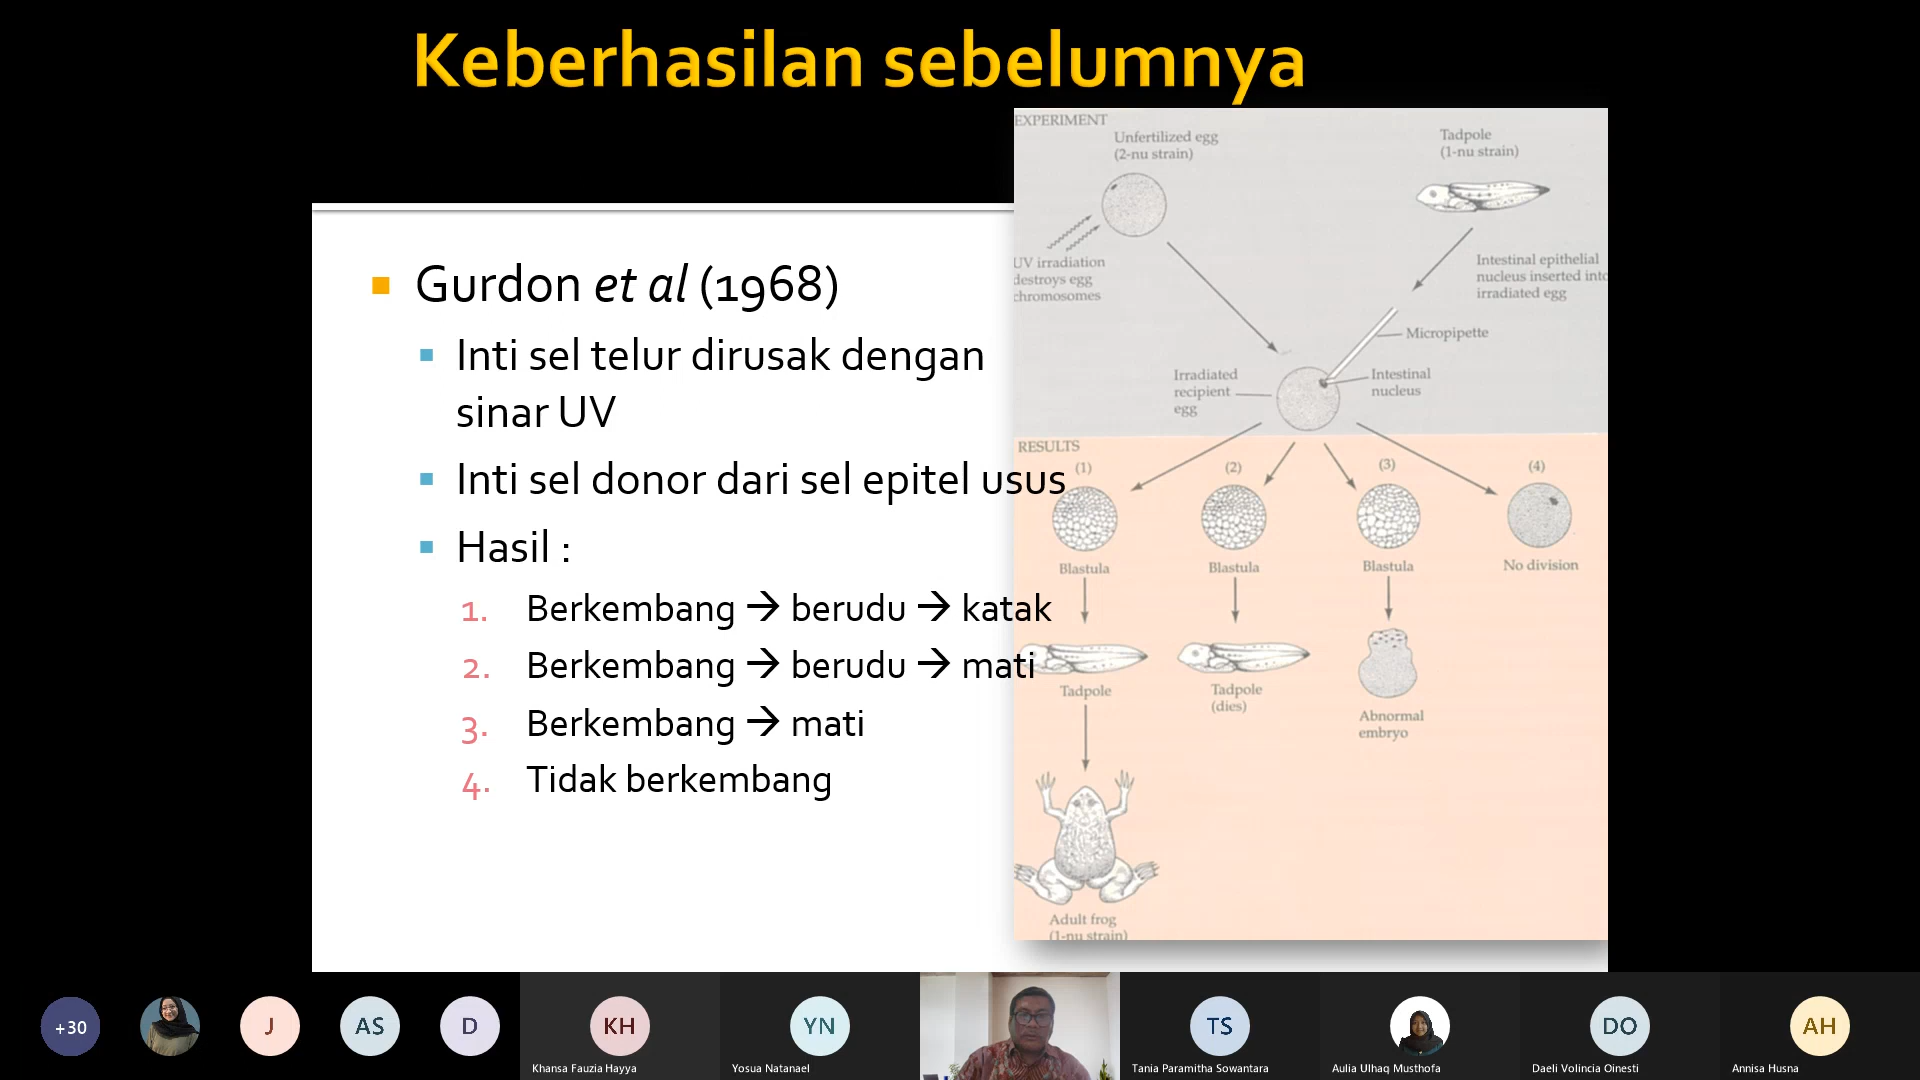 Keberhasilan sebelumnya
Gurdon et al (1968)
Inti sel telur dirusak dengan
sinar UV
Inti sel donor dari sel epitel usus
Hasil :
1. Berkembang → berudu → katak
2. Berkembang → berudu → mati
3. Berkembang → mati
4. Tidak berkembang
EXPERIMENT
Unfertilized egg
(2-nu strain)
Tadpole
(1-nu strain)
UV irradiation
destroys egg
chromosomes
Intestinal epithelial
nucleus inserted into
irradiated egg
Micropipette
Irradiated
recipient
egg
Intestinal
nucleus
RESULTS
(1)
(2)
(3)
(4)
Blastula
Blastula
Blastula
No division
Tadpole
Tadpole
(dies)
Abnormal
embryo
Adult frog
(1-nu strain)
+30
J
AS
D
KH
Khansa Fauzia Hayya
YN
Yosua Natanael
TS
Tania Paramitha Sowantara
Aulia Ulhaq Musthofa
DO
Daeli Volincia Oinesti
AH
Annisa Husna